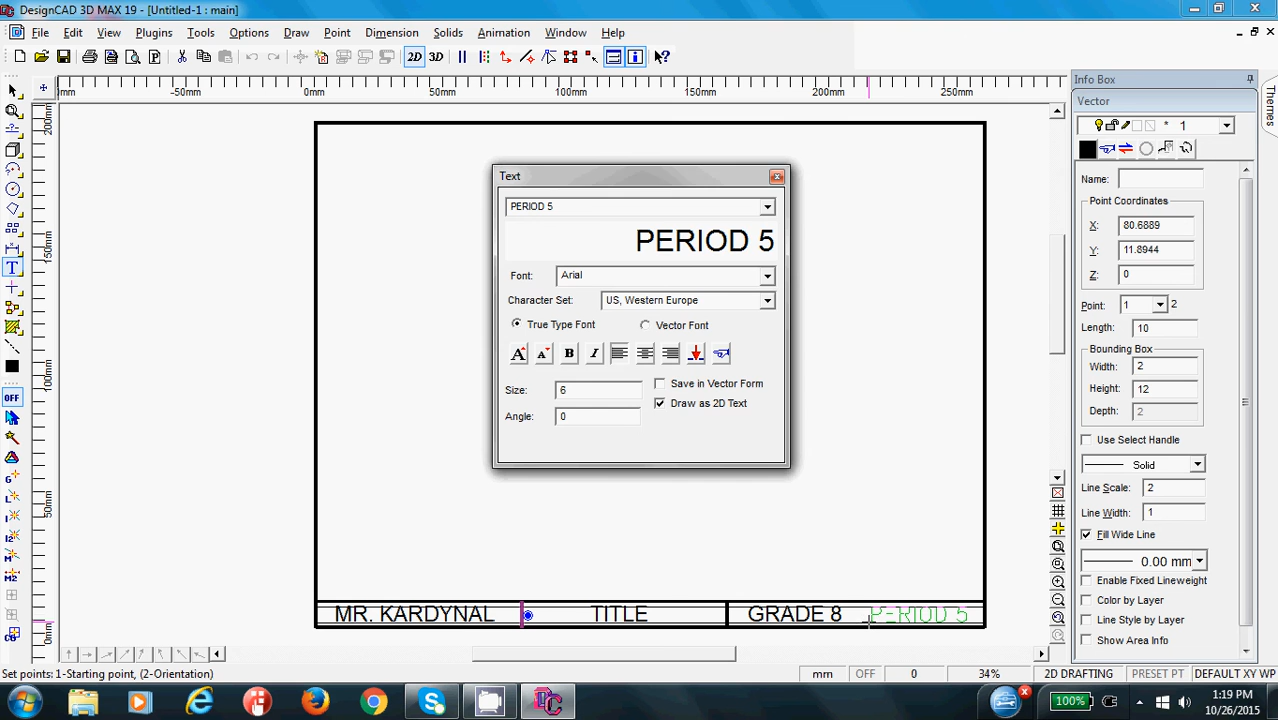 DesignCAD 3D MAX 19 - [Untitled-1 : main]
File Edit View Plugins Tools Options Draw Point Dimension Solids Animation Window Help
2D 3D
-50mm 0mm 50mm 100mm 150mm 200mm 250mm
200mm
150mm
100mm
50mm
0mm
OFF
Text
PERIOD 5
PERIOD 5
Font: Arial
Character Set: US, Western Europe
True Type Font Vector Font
Size: 6 Save in Vector Form
Draw as 2D Text
Angle: 0
MR. KARDYNAL TITLE GRADE 8 PERIOD 5
Info Box
Themes
Vector
* 1
Name:
Point Coordinates
X: 80.6889
Y: 11.8944
Z: 0
Point: 1 2
Length: 10
Bounding Box
Width: 2
Height: 12
Depth: 2
Use Select Handle
Solid
Line Scale: 2
Line Width: 1
Fill Wide Line
0.00 mm
Enable Fixed Lineweight
Color by Layer
Line Style by Layer
Show Area Info
Set points: 1-Starting point, (2-Orientation) mm OFF 0 34% 2D DRAFTING PRESET PT DEFAULT XY WP
100% 1:19 PM
10/26/2015